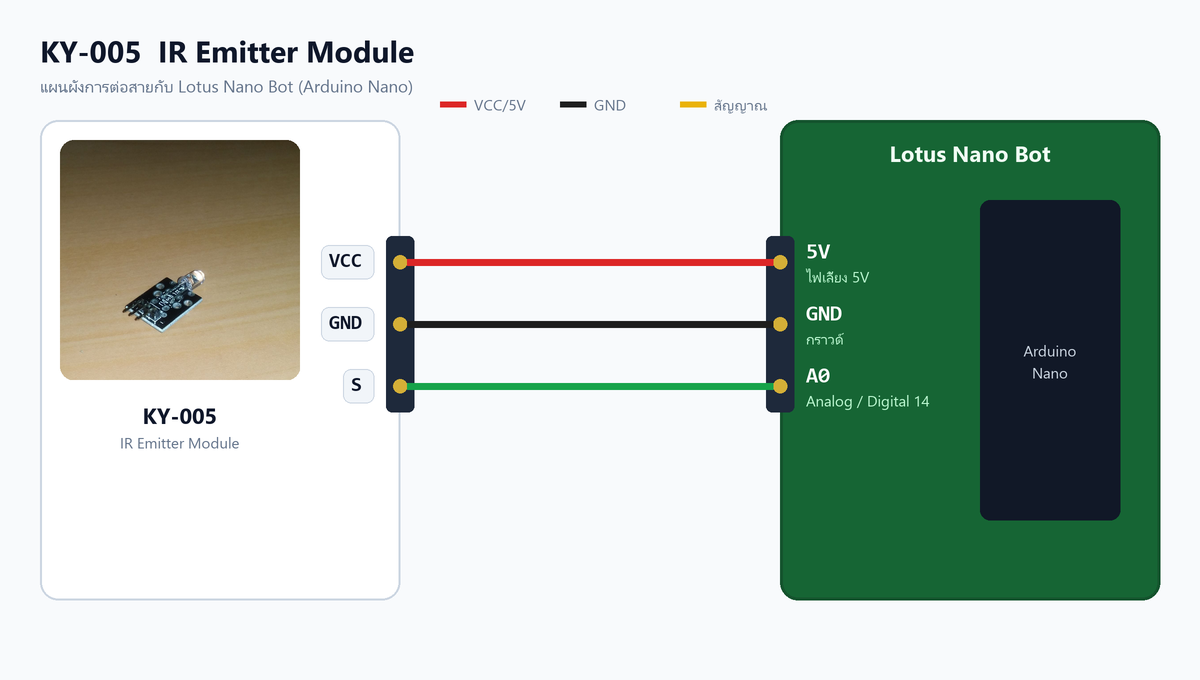 KY-005 IR Emitter Module
แผนผังการต่อสายกับ Lotus Nano Bot (Arduino Nano)
VCC/5V
GND
สัญญาณ
Lotus Nano Bot
VCC
GND
S
5V
ไฟเลี้ยง 5V
GND
กราวด์
A0
Analog / Digital 14
Arduino
Nano
KY-005
IR Emitter Module